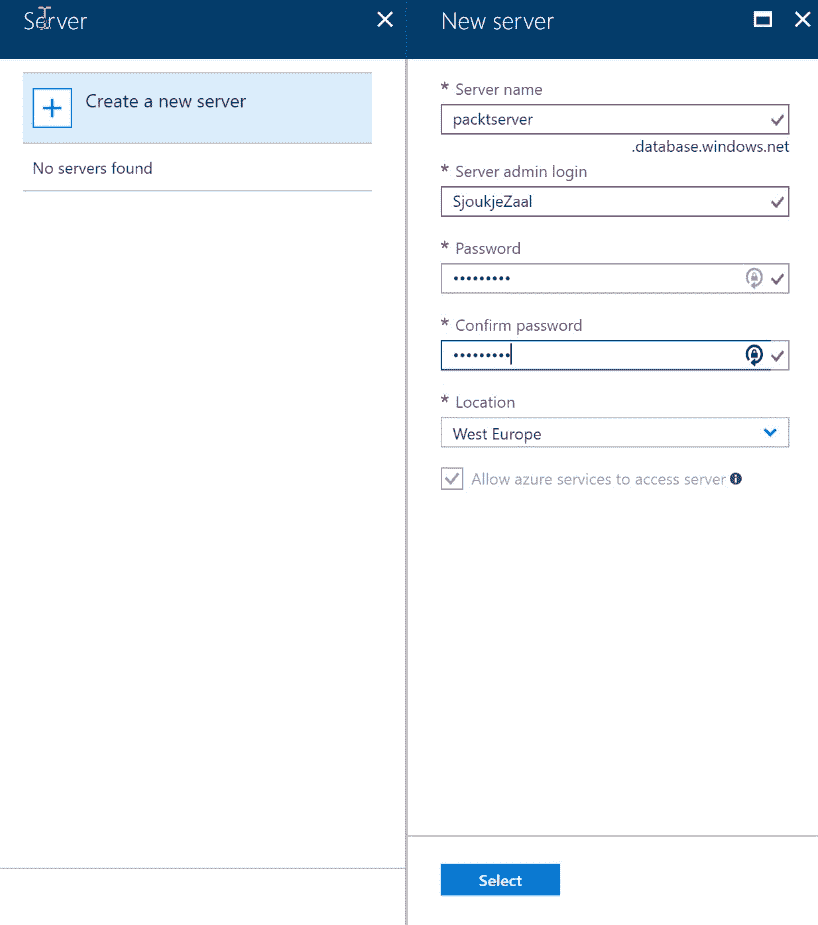 Server
Create a new server
No servers found
New server
* Server name
packtserver
.database.windows.net
* Server admin login
SjoukjeZaal
* Password
•••••••••
* Confirm password
•••••••••
* Location
West Europe
Allow azure services to access server
Select